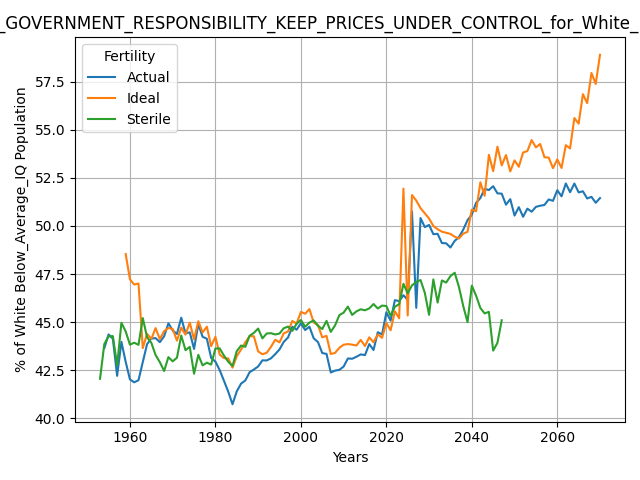 _GOVERNMENT_RESPONSIBILITY_KEEP_PRICES_UNDER_CONTROL_for_White_
Fertility
Actual
Ideal
Sterile
% of White Below_Average_IQ Population
57.5
55.0
52.5
50.0
47.5
45.0
42.5
40.0
1960
1980
2000
2020
2040
2060
Years